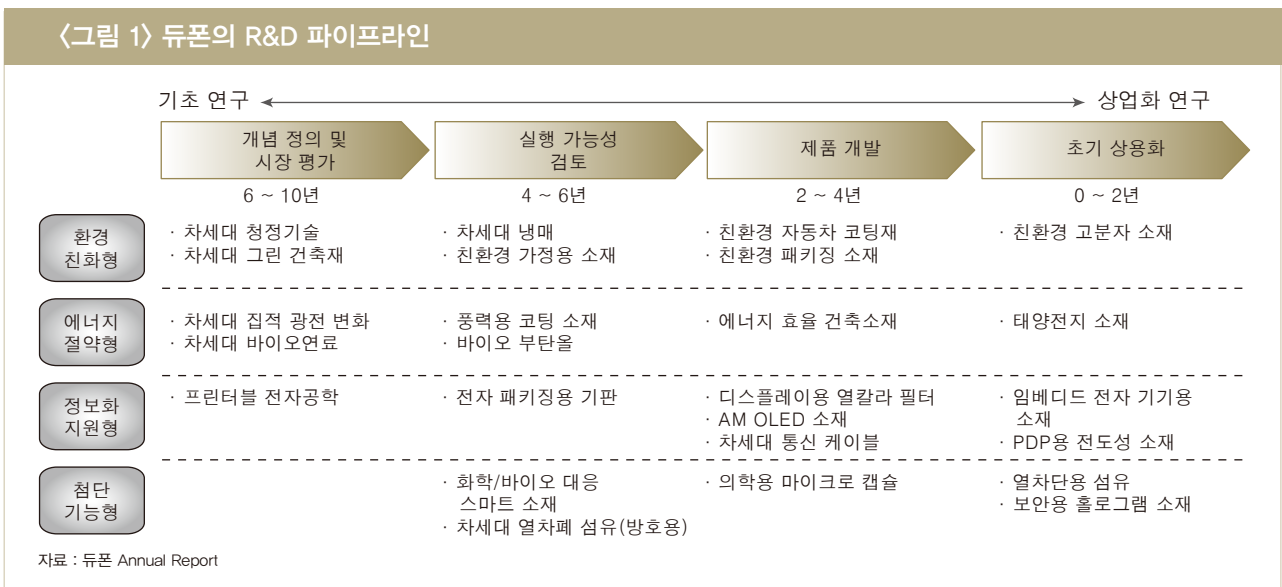 〈그림 1〉 듀폰의 R&D 파이프라인
기초 연구
상업화 연구
개념 정의 및
시장 평가
실행 가능성
검토
제품 개발
초기 상용화
6 ~ 10년
4 ~ 6년
2 ~ 4년
0 ~ 2년
환경
친화형
· 차세대 청정기술
· 차세대 그린 건축재
· 차세대 냉매
· 친환경 가정용 소재
· 친환경 자동차 코팅재
· 친환경 패키징 소재
· 친환경 고분자 소재
에너지
절약형
· 차세대 집적 광전 변화
· 차세대 바이오연료
· 풍력용 코팅 소재
· 바이오 부탄올
· 에너지 효율 건축소재
· 태양전지 소재
정보화
지원형
· 프린터블 전자공학
· 전자 패키징용 기판
· 디스플레이용 열칼라 필터
· AM OLED 소재
· 차세대 통신 케이블
· 임베디드 전자 기기용
소재
· PDP용 전도성 소재
첨단
기능형
· 화학/바이오 대응
스마트 소재
· 차세대 열차폐 섬유(방호용)
· 의학용 마이크로 캡슐
· 열차단용 섬유
· 보안용 홀로그램 소재
자료 : 듀폰 Annual Report